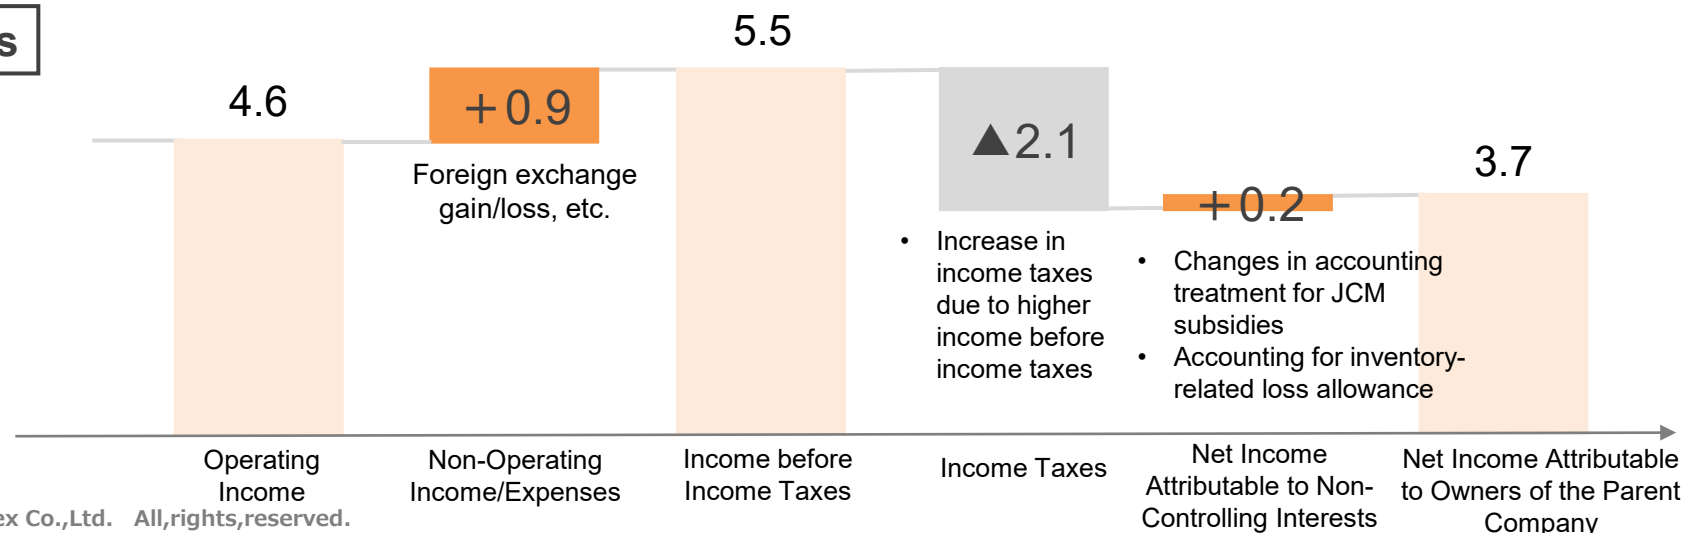 s
5.5
4.6
+0.9
▲2.1
3.7
+0.2
Foreign exchange
gain/loss, etc.
• Increase in
income taxes
due to higher
income before
income taxes
• Changes in accounting
treatment for JCM
subsidies
• Accounting for inventory-
related loss allowance
Operating
Income
Non-Operating
Income/Expenses
Income before
Income Taxes
Income Taxes
Net Income
Attributable to Non-
Controlling Interests
Net Income Attributable
to Owners of the Parent
Company
ex Co.,Ltd. All,rights,reserved.